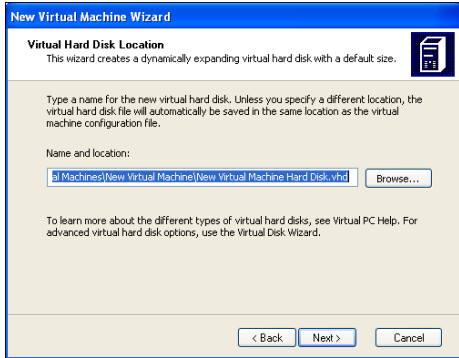 New Virtual Machine Wizard
Virtual Hard Disk Location
This wizard creates a dynamically expanding virtual hard disk with a default size.
Type a name for the new virtual hard disk. Unless you specify a different location, the
virtual hard disk file will automatically be saved in the same location as the virtual
machine configuration file.
Name and location:
al Machines\New Virtual Machine\New Virtual Machine Hard Disk.vhd
Browse...
To learn more about the different types of virtual hard disks, see Virtual PC Help. For
advanced virtual hard disk options, use the Virtual Disk Wizard.
< Back
Next >
Cancel